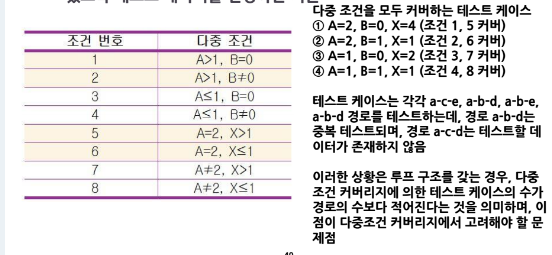 다중 조건을 모두 커버하는 테스트 케이스
① A=2, B=0, X=4 (조건 1, 5 커버)
② A=2, B=1, X=1 (조건 2, 6 커버)
③ A=1, B=0, X=2 (조건 3, 7 커버)
④ A=1, B=1, X=1 (조건 4, 8 커버)
테스트 케이스는 각각 a-c-e, a-b-d, a-b-e,
a-b-d 경로를 테스트하는데, 경로 a-b-d는
중복 테스트되며, 경로 a-c-d는 테스트할 데
이터가 존재하지 않음
이러한 상황은 루프 구조를 갖는 경우, 다중
조건 커버리지에 의한 테스트 케이스의 수가
경로의 수보다 적어진다는 것을 의미하며, 이
점이 다중조건 커버리지에서 고려해야 할 문
제점
조건 번호 다중 조건
1 A>1, B=0
2 A>1, B≠0
3 A≤1, B=0
4 A≤1, B≠0
5 A=2, X>1
6 A=2, X≤1
7 A≠2, X>1
8 A≠2, X≤1